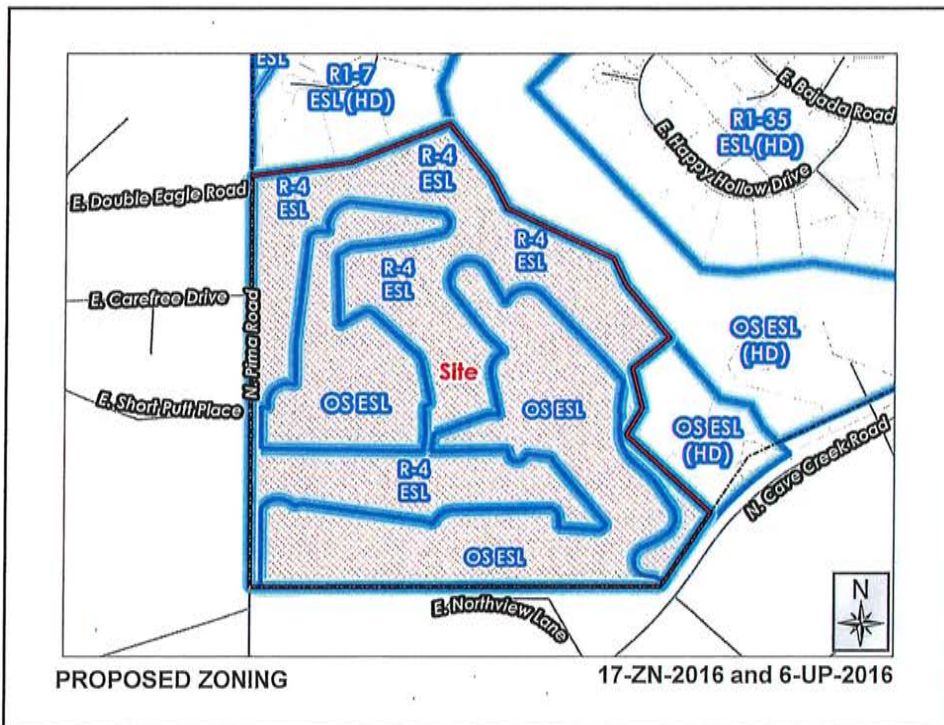 ESL
R1-7
ESL (HD)
E. Bajada Road
R1-35
ESL (HD)
E. Happy Hollow Drive
R-4
ESL
E. Double Eagle Road
R-4
ESL
R-4
ESL
R-4
ESL
E. Carefree Drive
N. Pima Road
OS ESL
(HD)
Site
E. Short Putt Place
OS ESL
OS ESL
OS ESL
(HD)
N. Cave Creek Road
R-4
ESL
OS ESL
E. Northview Lane
N
PROPOSED ZONING
17-ZN-2016 and 6-UP-2016